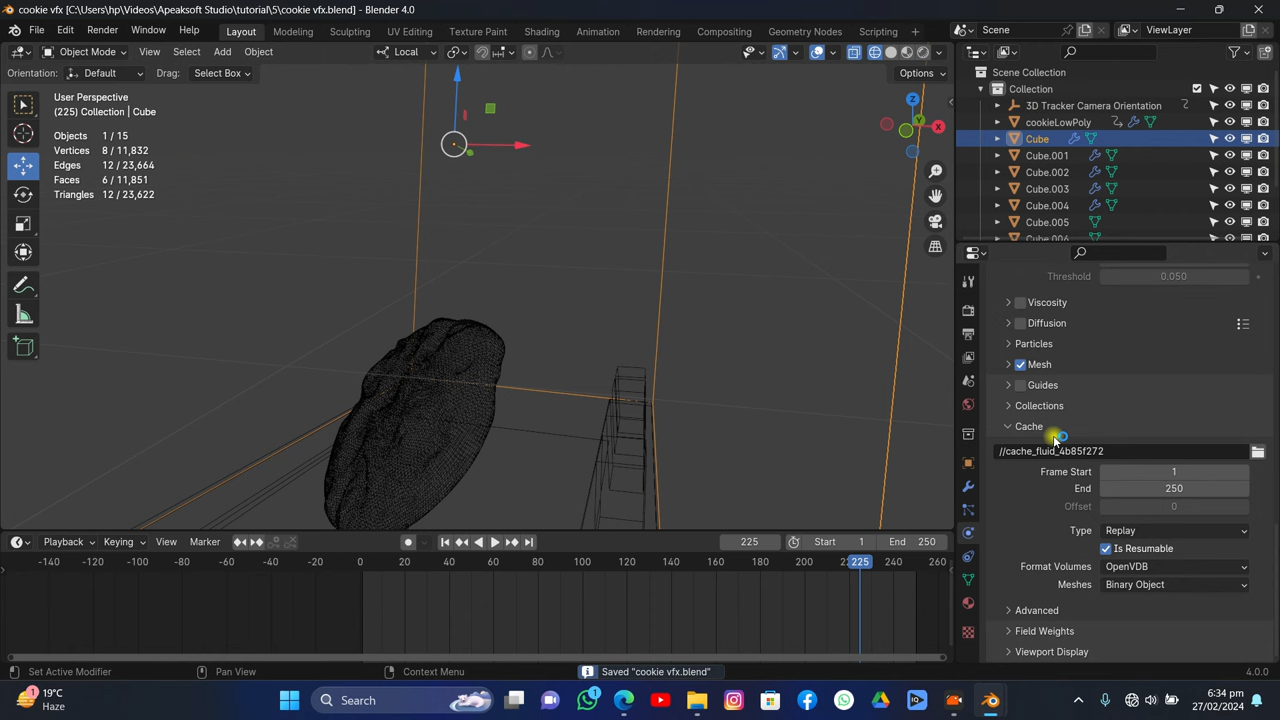 cookie vfx [C:\Users\hp\Videos\Apeaksoft Studio\tutorial\5\cookie vfx.blend] - Blender 4.0
File Edit Render Window Help Layout Modeling Sculpting UV Editing Texture Paint Shading Animation Rendering Compositing Geometry Nodes Scripting + Scene ViewLayer
Object Mode View Select Add Object Local
Orientation: Default Drag: Select Box Options
User Perspective
(225) Collection | Cube
Objects 1 / 15
Vertices 8 / 11,832
Edges 12 / 23,664
Faces 6 / 11,851
Triangles 12 / 23,622
Z
Y
X
Scene Collection
Collection
3D Tracker Camera Orientation
cookieLowPoly
Cube
Cube.001
Cube.002
Cube.003
Cube.004
Cube.005
Cube.006
Threshold 0.050
Viscosity
Diffusion
Particles
Mesh
Guides
Collections
Cache
//cache_fluid_4b85f272
Frame Start 1
End 250
Offset 0
Type Replay
Is Resumable
Format Volumes OpenVDB
Meshes Binary Object
Advanced
Field Weights
Viewport Display
Playback Keying View Marker 225 Start 1 End 250
-140 -120 -100 -80 -60 -40 -20 0 20 40 60 80 100 120 140 160 180 200 225 240 260
Set Active Modifier Pan View Context Menu Saved "cookie vfx.blend" 4.0.0
1
19°C
Haze
Search
1
6:34 pm
27/02/2024